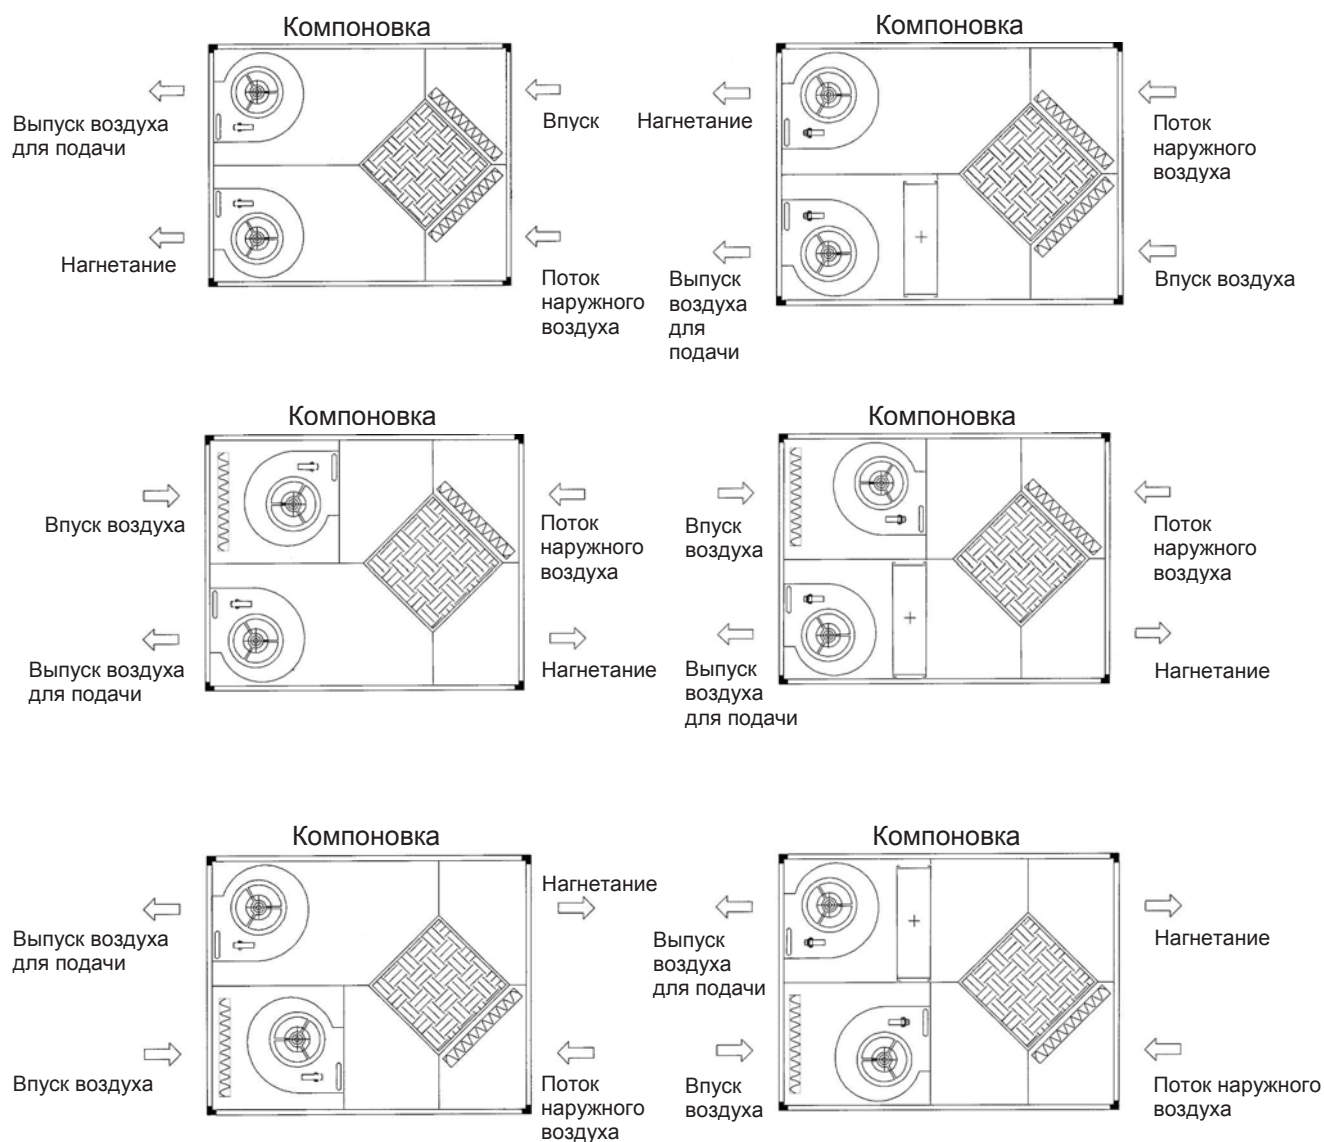 Компоновка
Выпуск воздуха
для подачи
Впуск
Нагнетание
Поток
наружного
воздуха
Компоновка
Нагнетание
Поток
наружного
воздуха
Выпуск
воздуха
для
подачи
Впуск воздуха
Компоновка
Впуск воздуха
Поток
наружного
воздуха
Выпуск воздуха
для подачи
Нагнетание
Компоновка
Впуск
воздуха
Поток
наружного
воздуха
Выпуск
воздуха
для подачи
Нагнетание
Компоновка
Нагнетание
Выпуск воздуха
для подачи
Впуск воздуха
Поток
наружного
воздуха
Компоновка
Выпуск
воздуха
для подачи
Нагнетание
Впуск
воздуха
Поток наружного
воздуха